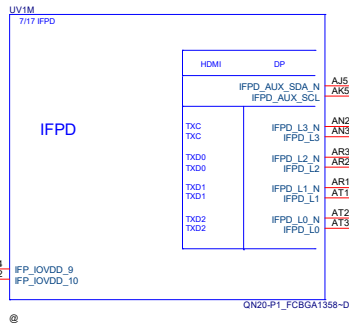 UV1M
7/17 IFPD
HDMI DP
IFPD_AUX_SDA_N AJ5
IFPD_AUX_SCL AK5
IFPD
TXC IFPD_L3_N AN2
TXC IFPD_L3 AN3
TXD0 IFPD_L2_N AR3
TXD0 IFPD_L2 AR2
TXD1 IFPD_L1_N AR1
TXD1 IFPD_L1 AT1
TXD2 IFPD_L0_N AT2
TXD2 IFPD_L0 AT3
IFP_IOVDD_9
2 IFP_IOVDD_10
QN20-P1_FCBGA1358~D
@